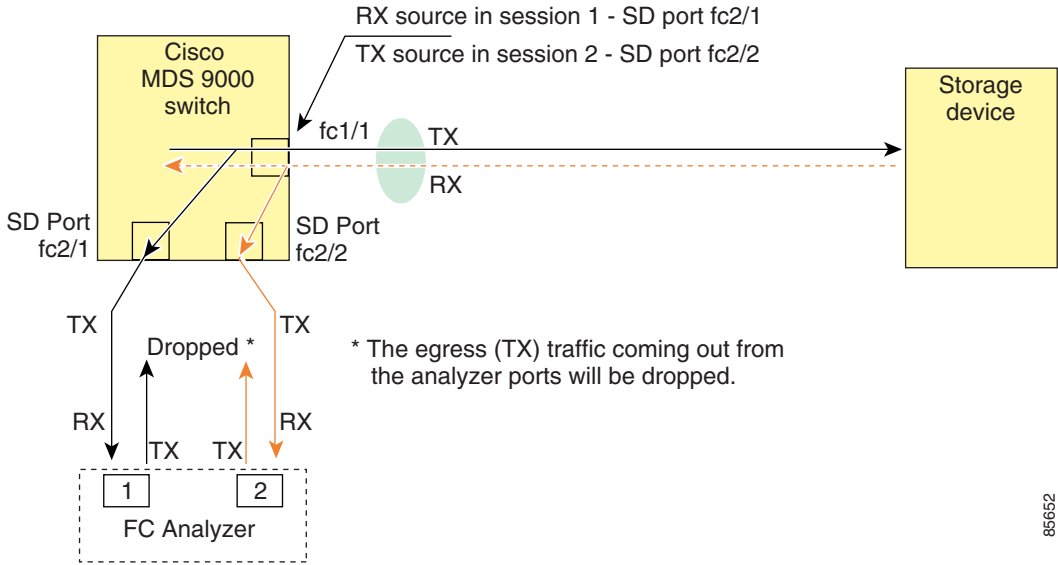 RX source in session 1 - SD port fc2/1
TX source in session 2 - SD port fc2/2
Cisco
MDS 9000
switch
Storage
device
fc1/1
TX
RX
SD Port
fc2/1
SD Port
fc2/2
TX
TX
Dropped *
* The egress (TX) traffic coming out from
the analyzer ports will be dropped.
RX
TX
TX
RX
1
2
FC Analyzer
85652